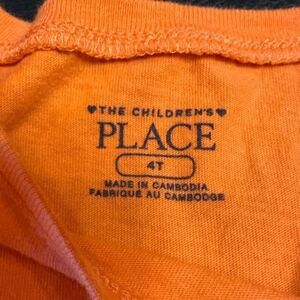 ♥THE CHILDREN'S♥
PLACE
4T
MADE IN CAMBODIA
FABRIQUÉ AU CAMBODGE